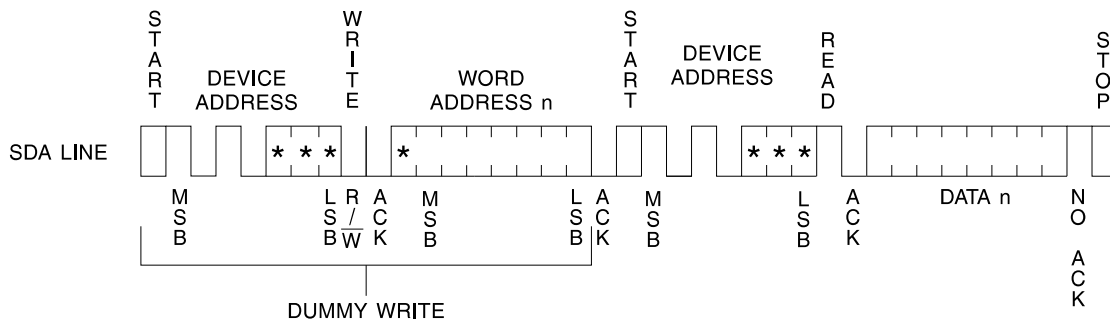 START
DEVICE
ADDRESS
WRITE
WORD
ADDRESS n
START
DEVICE
ADDRESS
READ
STOP
SDA LINE
* * *
*
* * *
MSB
LSB
R/W
ACK
MSB
LSB
ACK
MSB
LSB
ACK
DATA n
NO ACK
DUMMY WRITE